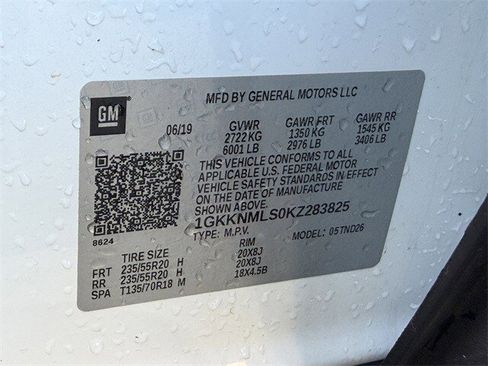 MFD BY GENERAL MOTORS LLC
GM
06/19 GVWR GAWR FRT GAWR RR
2722 KG 1350 KG 1545 KG
6001 LB 2976 LB 3406 LB
THIS VEHICLE CONFORMS TO ALL
APPLICABLE U.S. FEDERAL MOTOR
VEHICLE SAFETY STANDARDS IN EFFECT
ON THE DATE OF MANUFACTURE
SHOWN ABOVE.
1GKKNMLS0KZ283825
TYPE: M.P.V. MODEL: 05TND26
8624
TIRE SIZE RIM
FRT 235/55R20 H 20X8J
RR 235/55R20 H 20X8J
SPA T135/70R18 M 18X4.5B